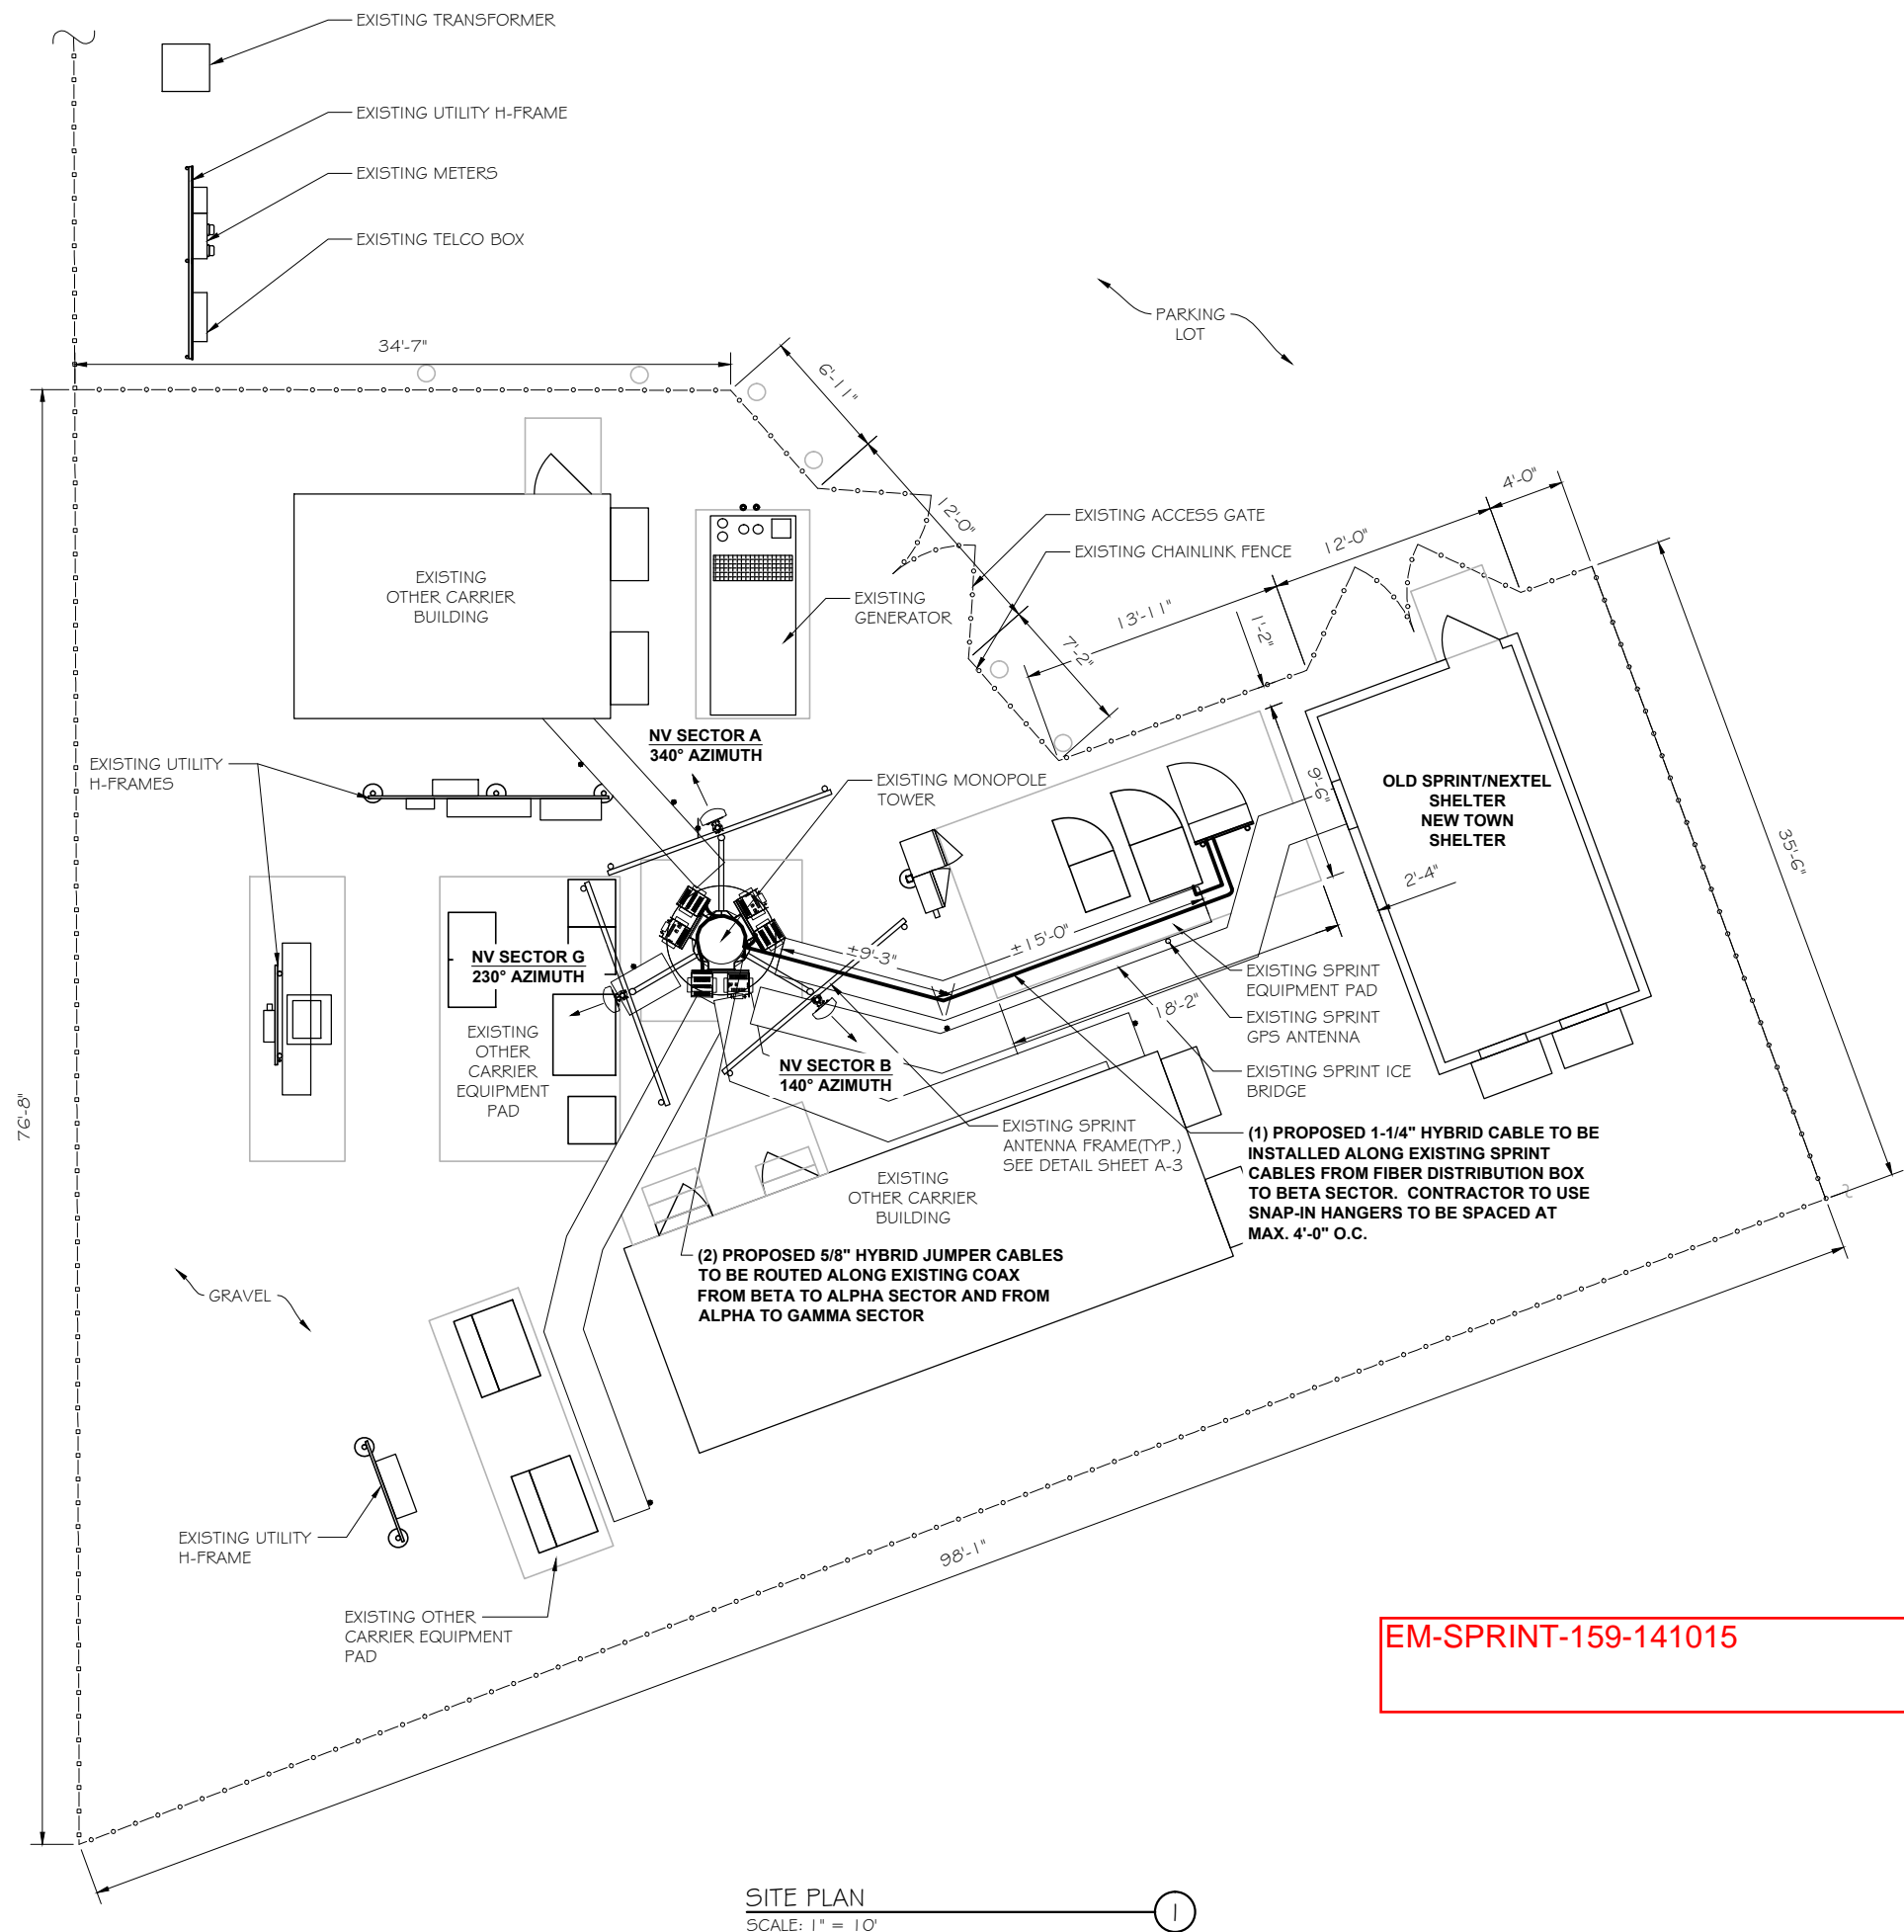 EXISTING TRANSFORMER
EXISTING UTILITY H-FRAME
EXISTING METERS
EXISTING TELCO BOX
PARKING
LOT
34'-7"
6'-11"
12'-0"
7'-2"
EXISTING ACCESS GATE
EXISTING CHAINLINK FENCE
13'-11"
12'-0"
4'-0"
1'-2"
EXISTING
OTHER CARRIER
BUILDING
EXISTING
GENERATOR
NV SECTOR A
340° AZIMUTH
EXISTING UTILITY
H-FRAMES
EXISTING MONOPOLE
TOWER
9'-6"
OLD SPRINT/NEXTEL
SHELTER
NEW TOWN
SHELTER
2'-4"
35'-6"
NV SECTOR G
230° AZIMUTH
±9'-3"
±15'-0"
18'-2"
EXISTING SPRINT
EQUIPMENT PAD
EXISTING SPRINT
GPS ANTENNA
EXISTING SPRINT ICE
BRIDGE
EXISTING
OTHER
CARRIER
EQUIPMENT
PAD
NV SECTOR B
140° AZIMUTH
76'-8"
EXISTING SPRINT
ANTENNA FRAME(TYP.)
SEE DETAIL SHEET A-3
(1) PROPOSED 1-1/4" HYBRID CABLE TO BE
INSTALLED ALONG EXISTING SPRINT
CABLES FROM FIBER DISTRIBUTION BOX
TO BETA SECTOR. CONTRACTOR TO USE
SNAP-IN HANGERS TO BE SPACED AT
MAX. 4'-0" O.C.
EXISTING
OTHER CARRIER
BUILDING
(2) PROPOSED 5/8" HYBRID JUMPER CABLES
TO BE ROUTED ALONG EXISTING COAX
FROM BETA TO ALPHA SECTOR AND FROM
ALPHA TO GAMMA SECTOR
GRAVEL
EXISTING UTILITY
H-FRAME
98'-1"
EXISTING OTHER
CARRIER EQUIPMENT
PAD
EM-SPRINT-159-141015
SITE PLAN
1
SCALE: 1" = 10'